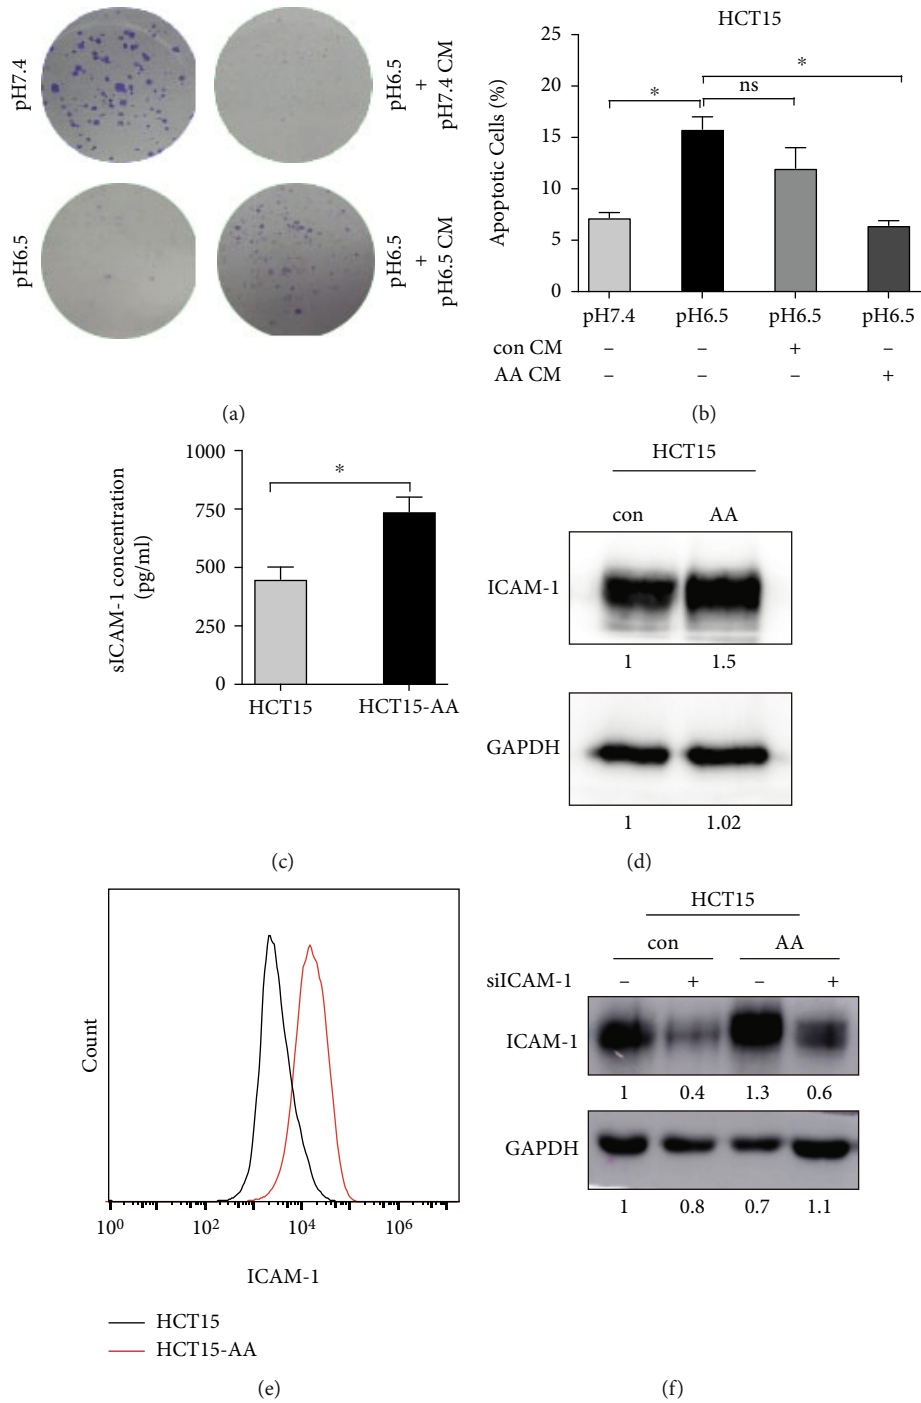 pH7.4
pH6.5
+
pH7.4 CM
pH6.5
pH6.5
+
pH6.5 CM
(a)
HCT15
Apoptotic Cells (%)
25
20
15
10
5
0
*
ns
*
pH7.4 pH6.5 pH6.5 pH6.5
con CM – – + –
AA CM – – – +
(b)
sICAM-1 concentration
(pg/ml)
1000
750
500
250
0
*
HCT15 HCT15-AA
(c)
HCT15
con AA
ICAM-1
1 1.5
GAPDH
1 1.02
(d)
Count
10⁰ 10² 10⁴ 10⁶
ICAM-1
HCT15
HCT15-AA
(e)
HCT15
con AA
siICAM-1 – + – +
ICAM-1
1 0.4 1.3 0.6
GAPDH
1 0.8 0.7 1.1
(f)